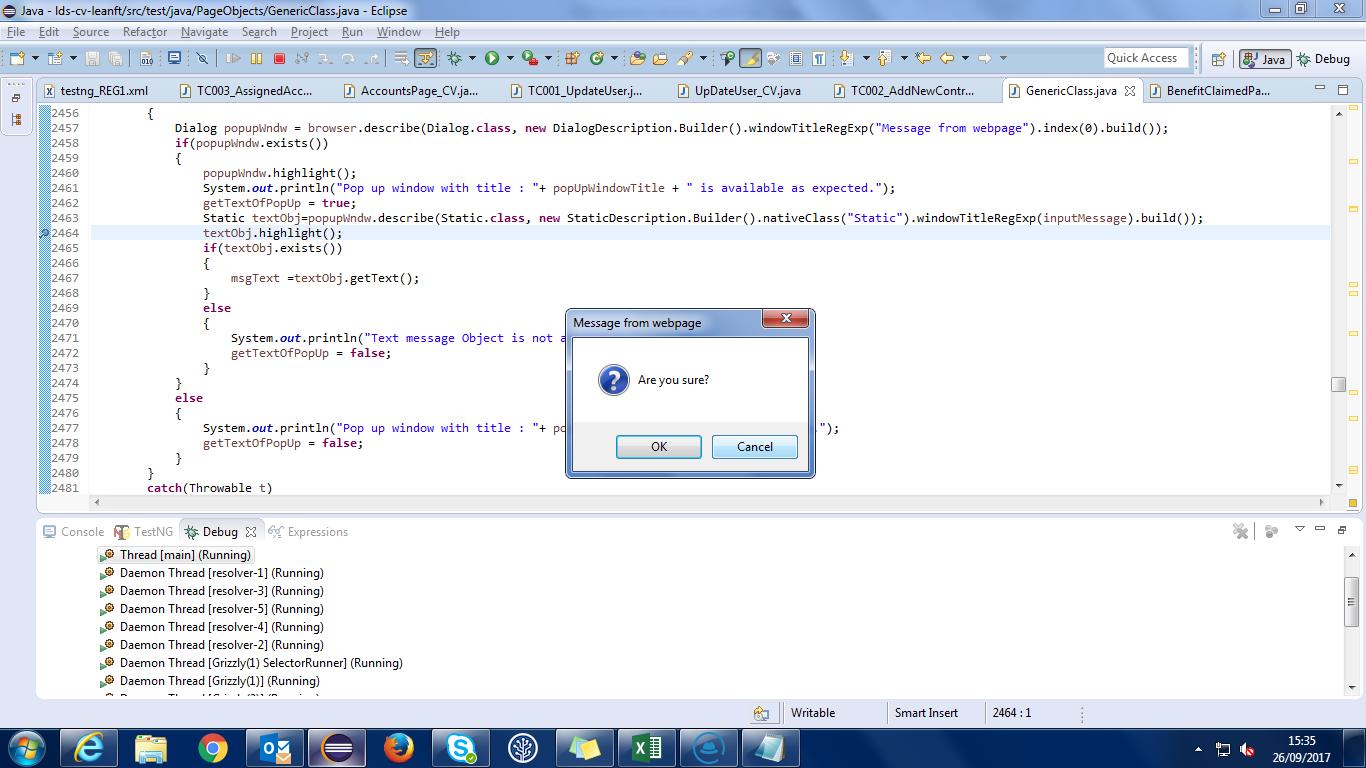 Java - lds-cv-leanft/src/test/java/PageObjects/GenericClass.java - Eclipse
File Edit Source Refactor Navigate Search Project Run Window Help
Quick Access Java Debug
testng_REG1.xml TC003_AssignedAcc... AccountsPage_CV.ja... TC001_UpdateUser.j... UpDateUser_CV.java TC002_AddNewContr... GenericClass.java BenefitClaimedPa...
2456 {
2457 Dialog popupWndw = browser.describe(Dialog.class, new DialogDescription.Builder().windowTitleRegExp("Message from webpage").index(0).build());
2458 if(popupWndw.exists())
2459 {
2460 popupWndw.highlight();
2461 System.out.println("Pop up window with title : "+ popUpWindowTitle + " is available as expected.");
2462 getTextOfPopUp = true;
2463 Static textObj=popupWndw.describe(Static.class, new StaticDescription.Builder().nativeClass("Static").windowTitleRegExp(inputMessage).build());
2464 textObj.highlight();
2465 if(textObj.exists())
2466 {
2467 msgText =textObj.getText();
2468 }
2469 else
2470 {
2471 System.out.println("Text message Object is not a
2472 getTextOfPopUp = false;
2473 }
2474 }
2475 else
2476 {
2477 System.out.println("Pop up window with title : "+ po ");
2478 getTextOfPopUp = false;
2479 }
2480 }
2481 catch(Throwable t)
Message from webpage
Are you sure?
OK Cancel
Console TestNG Debug Expressions
Thread [main] (Running)
Daemon Thread [resolver-1] (Running)
Daemon Thread [resolver-3] (Running)
Daemon Thread [resolver-5] (Running)
Daemon Thread [resolver-4] (Running)
Daemon Thread [resolver-2] (Running)
Daemon Thread [Grizzly(1) SelectorRunner] (Running)
Daemon Thread [Grizzly(1)] (Running)
Writable Smart Insert 2464 : 1
15:35
26/09/2017